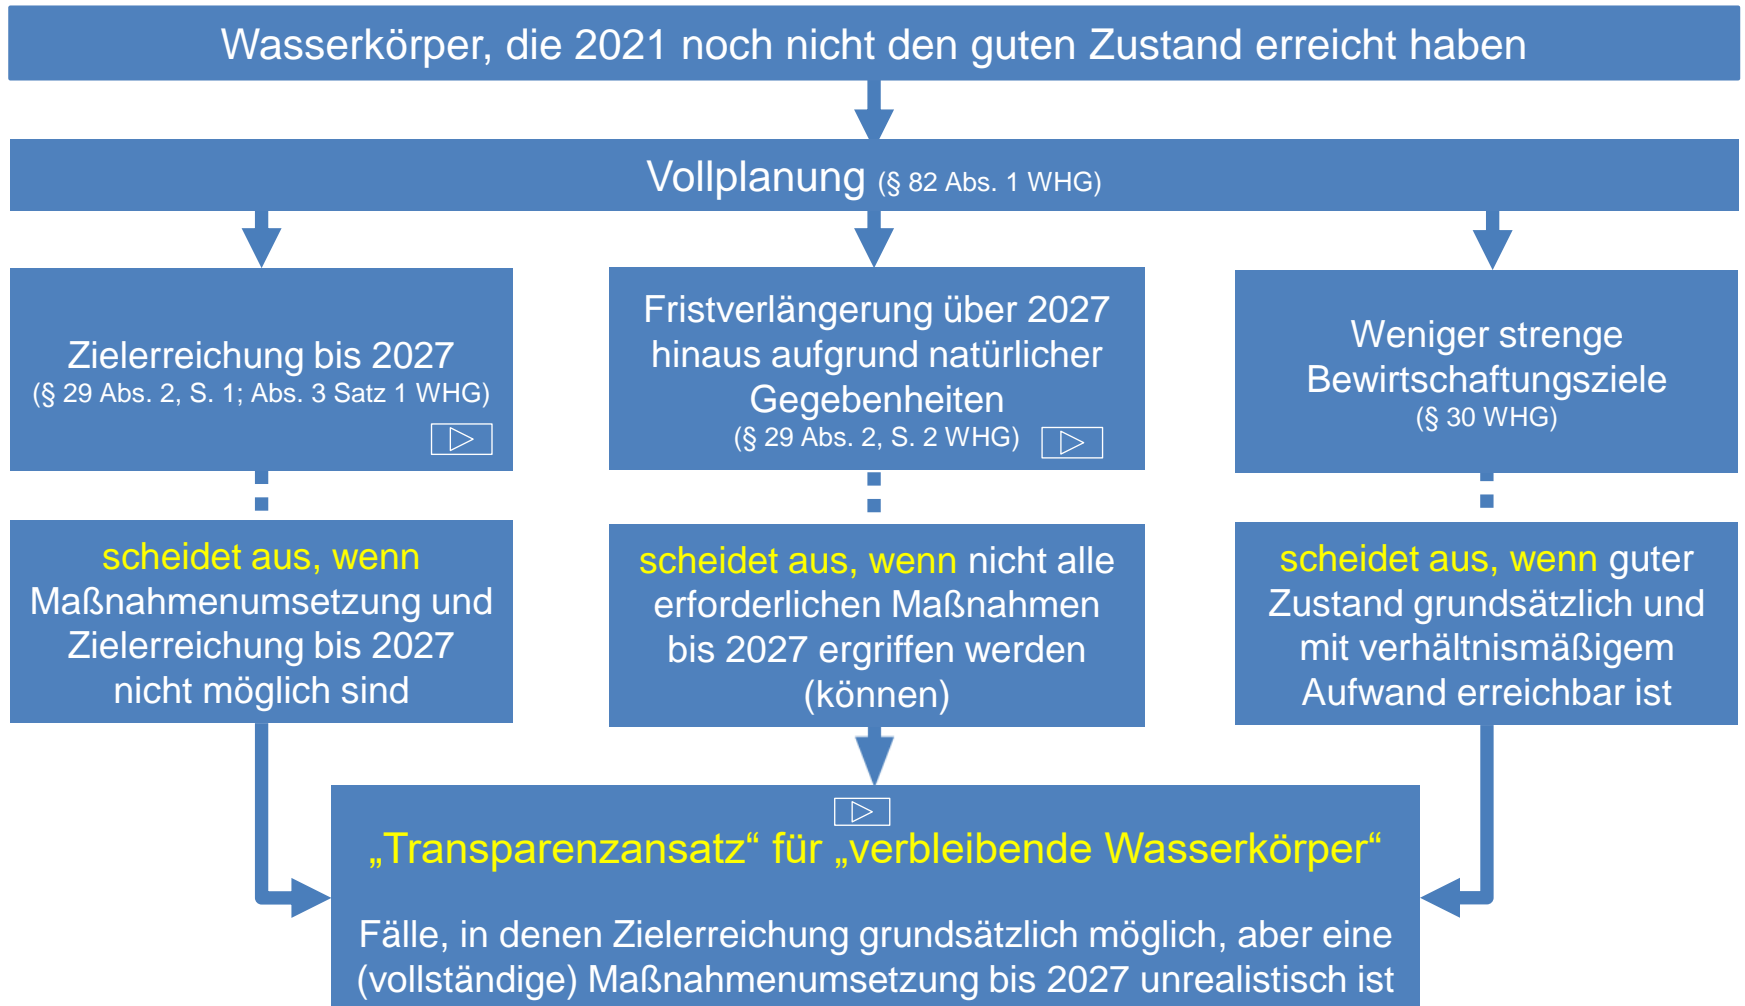 Wasserkörper, die 2021 noch nicht den guten Zustand erreicht haben
Vollplanung (§ 82 Abs. 1 WHG)
Zielerreichung bis 2027
(§ 29 Abs. 2, S. 1; Abs. 3 Satz 1 WHG)
Fristverlängerung über 2027
hinaus aufgrund natürlicher
Gegebenheiten
(§ 29 Abs. 2, S. 2 WHG)
Weniger strenge
Bewirtschaftungsziele
(§ 30 WHG)
scheidet aus, wenn
Maßnahmenumsetzung und
Zielerreichung bis 2027
nicht möglich sind
scheidet aus, wenn nicht alle
erforderlichen Maßnahmen
bis 2027 ergriffen werden
(können)
scheidet aus, wenn guter
Zustand grundsätzlich und
mit verhältnismäßigem
Aufwand erreichbar ist
„Transparenzansatz“ für „verbleibende Wasserkörper“
Fälle, in denen Zielerreichung grundsätzlich möglich, aber eine
(vollständige) Maßnahmenumsetzung bis 2027 unrealistisch ist